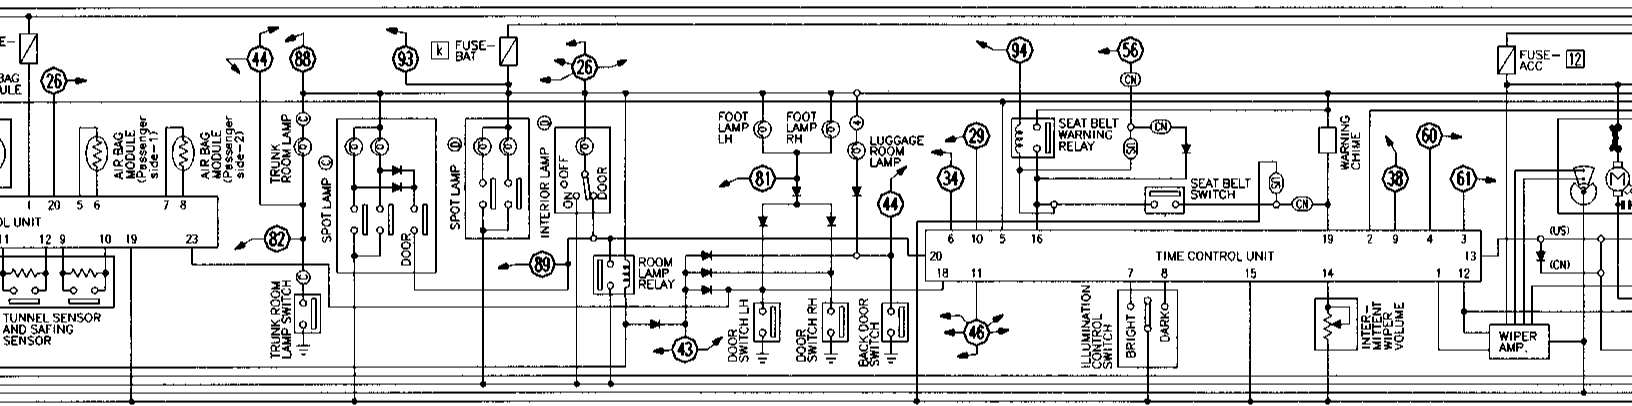 44
88
93
k
FUSE-
BAT
26
94
56
CN
FUSE-
ACC
12
BAG
ULE
26
AIR BAG
MODULE
(Passenger
side-1)
AIR BAG
MODULE
(Passenger
side-2)
TRUNK
ROOM LAMP
C
SPOT LAMP C
SPOT LAMP D
INTERIOR LAMP D
ON
OFF
DOOR
FOOT
LAMP
LH
FOOT
LAMP
RH
LUGGAGE
ROOM
LAMP
29
34
81
44
SEAT BELT
WARNING
RELAY
CN
US
SEAT BELT
SWITCH
US
CN
WARNING
CHIME
38
60
61
M
1 20 5 6 7 8
OL UNIT
11 12 9 10 19 23
82
DOOR
89
ROOM
LAMP
RELAY
6 10 5 16 19 2 9 4 3
20 TIME CONTROL UNIT 13
18 11 7 8 15 14 1 12
(US)
(CN)
TUNNEL SENSOR
AND SAFING
SENSOR
C
TRUNK ROOM
LAMP SWITCH
43
DOOR
SWITCH LH
DOOR
SWITCH RH
BACK DOOR
SWITCH
46
ILLUMINATION
CONTROL
SWITCH
BRIGHT
DARK
INTER-
MITTENT
WIPER
VOLUME
WIPER
AMP.